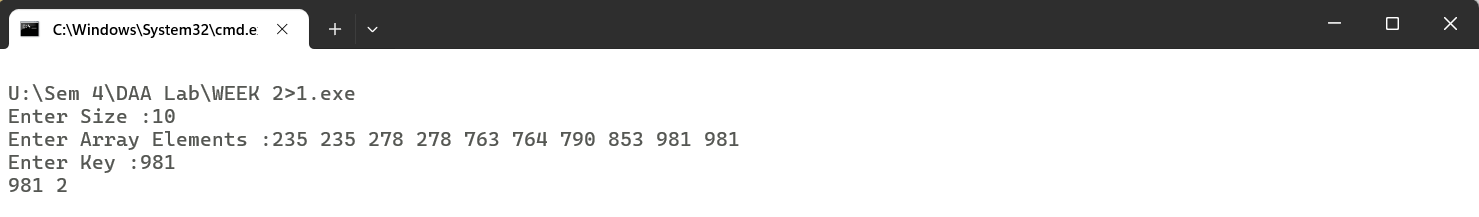 C:\Windows\System32\cmd.e
U:\Sem 4\DAA Lab\WEEK 2>1.exe
Enter Size :10
Enter Array Elements :235 235 278 278 763 764 790 853 981 981
Enter Key :981
981 2